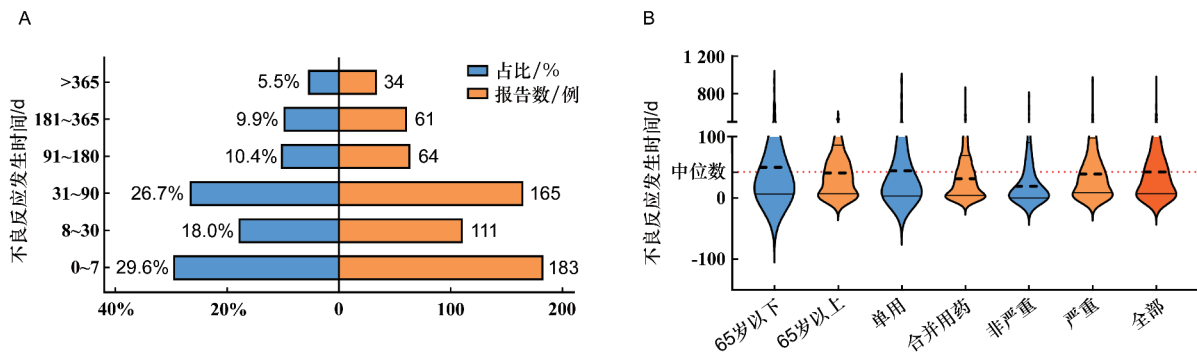 A
不良反应发生时间/d
占比/%
报告数/例
>365
5.5%
34
181~365
9.9%
61
91~180
10.4%
64
31~90
26.7%
165
8~30
18.0%
111
0~7
29.6%
183
40%
20%
0
100
200
B
不良反应发生时间/d
1 200
800
100
中位数
0
-100
65岁以下
65岁以上
单用
合并用药
非严重
严重
全部